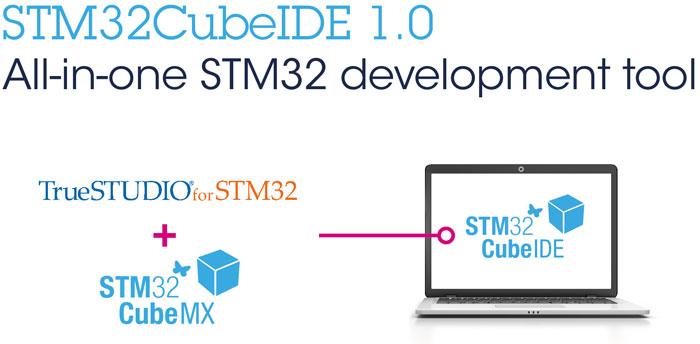 STM32CubeIDE 1.0
All-in-one STM32 development tool
TrueSTUDIO® for STM32
+
STM32
CubeMX
STM32
CubeIDE